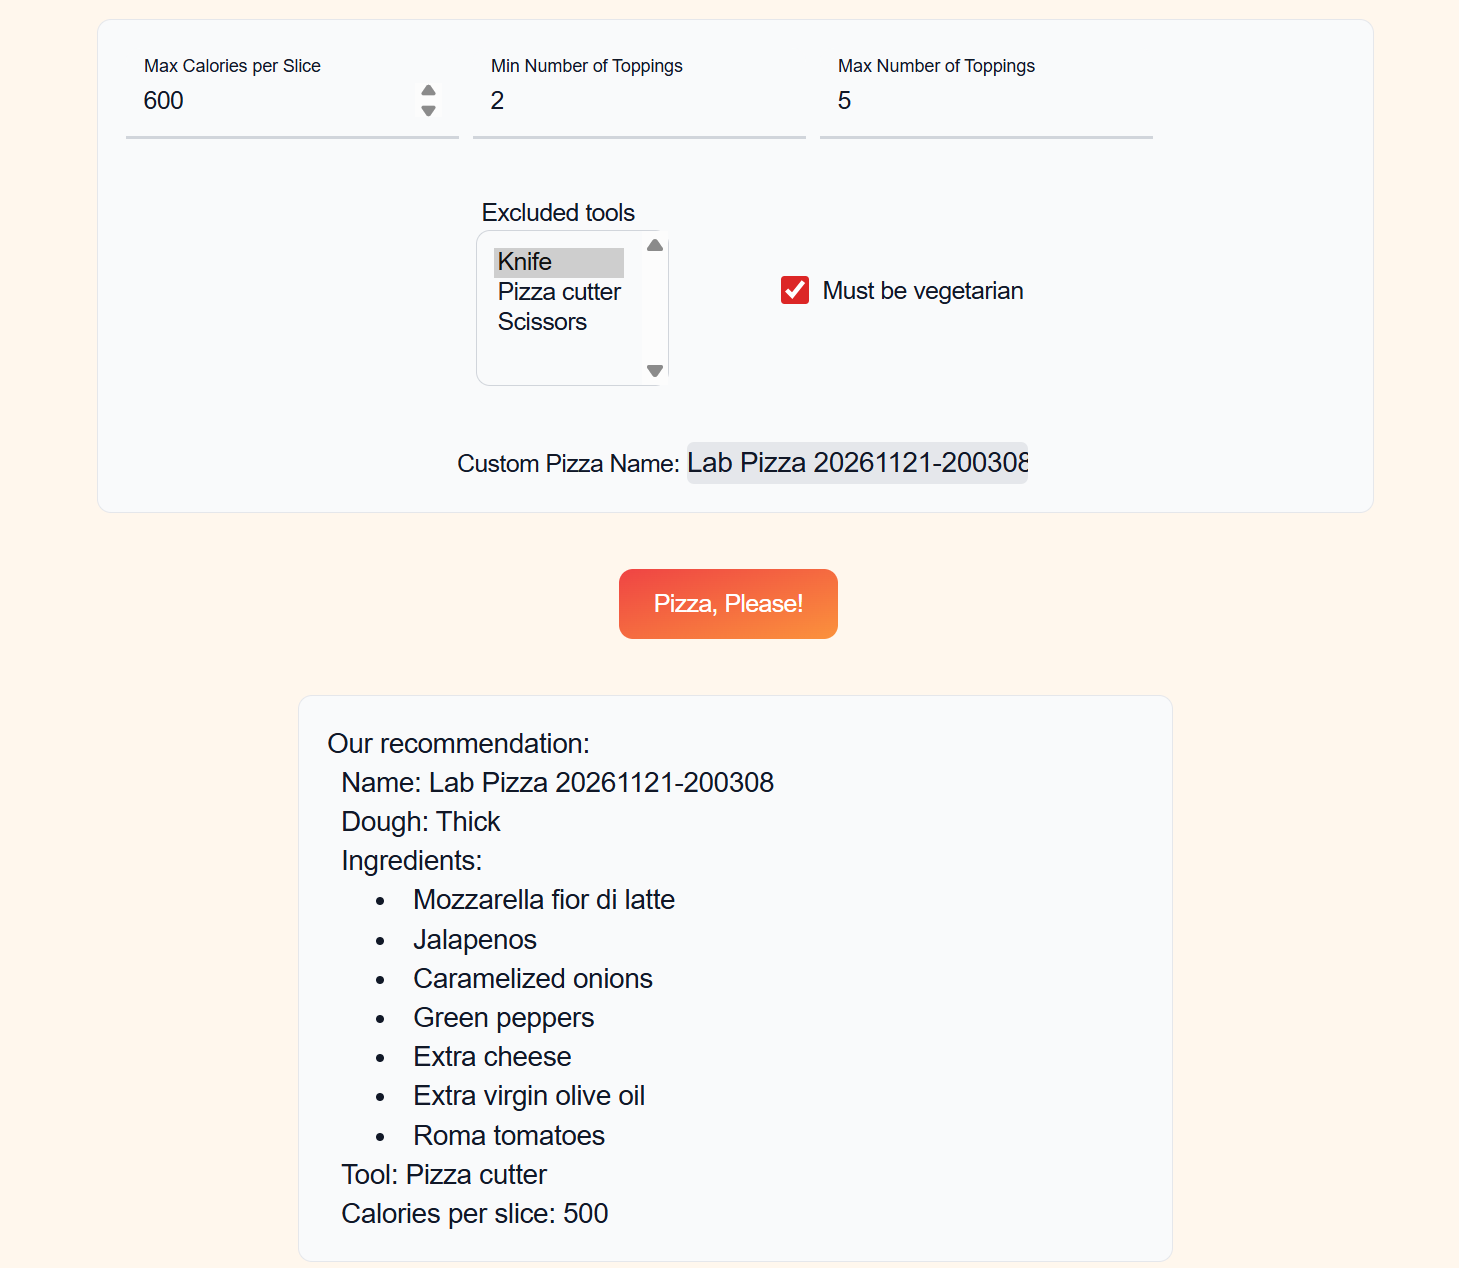 Max Calories per Slice
600
Min Number of Toppings
2
Max Number of Toppings
5
Excluded tools
Knife
Pizza cutter
Scissors
Must be vegetarian
Custom Pizza Name: Lab Pizza 20261121-200308
Pizza, Please!
Our recommendation:
Name: Lab Pizza 20261121-200308
Dough: Thick
Ingredients:
Mozzarella fior di latte
Jalapenos
Caramelized onions
Green peppers
Extra cheese
Extra virgin olive oil
Roma tomatoes
Tool: Pizza cutter
Calories per slice: 500